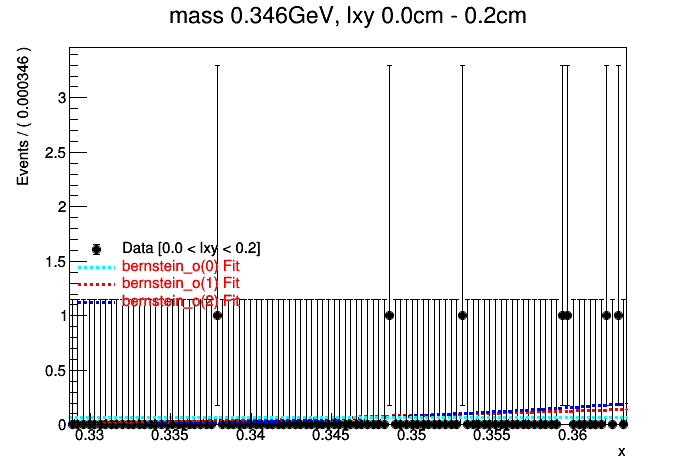 mass 0.346GeV, lxy 0.0cm - 0.2cm
Events / ( 0.000346 )
3
2.5
2
Data [0.0 < lxy < 0.2]
1.5
bernstein_o(0) Fit
bernstein_o(1) Fit
bernstein_o(2) Fit
1
0.5
0
0.33 0.335 0.34 0.345 0.35 0.355 0.36
x